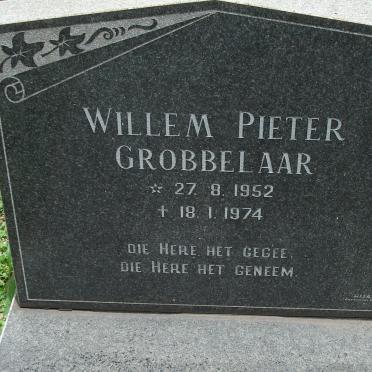 WILLEM PIETER
GROBBELAAR
☆ 27. 8. 1952
✝ 18. 1. 1974
DIE HERE HET GEGEE,
DIE HERE HET GENEEM.